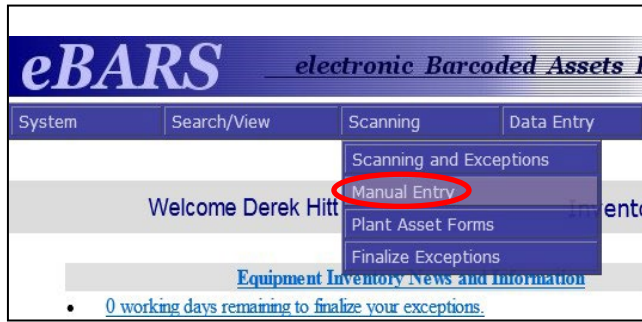 eBARS electronic Barcoded Assets
System Search/View Scanning Data Entry
Scanning and Exceptions
Manual Entry
Welcome Derek Hitt
Plant Asset Forms
Finalize Exceptions
Equipment Inventory News and Information
0 working days remaining to finalize your exceptions.